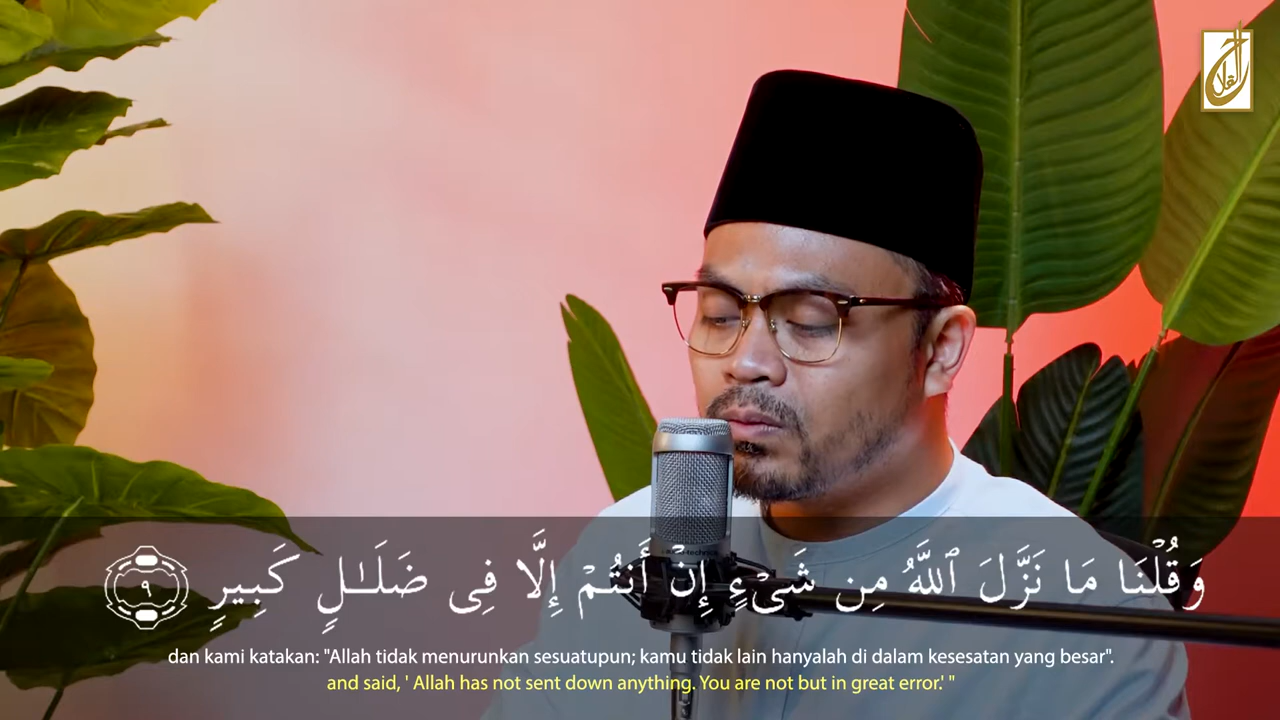 القلم
وَقُلْنَا مَا نَزَّلَ ٱللَّهُ مِن شَىْءٍ إِنْ أَنتُمْ إِلَّا فِى ضَلَـٰلٍ كَبِيرٍ ٩
dan kami katakan: "Allah tidak menurunkan sesuatupun; kamu tidak lain hanyalah di dalam kesesatan yang besar".
and said, ' Allah has not sent down anything. You are not but in great error.' "